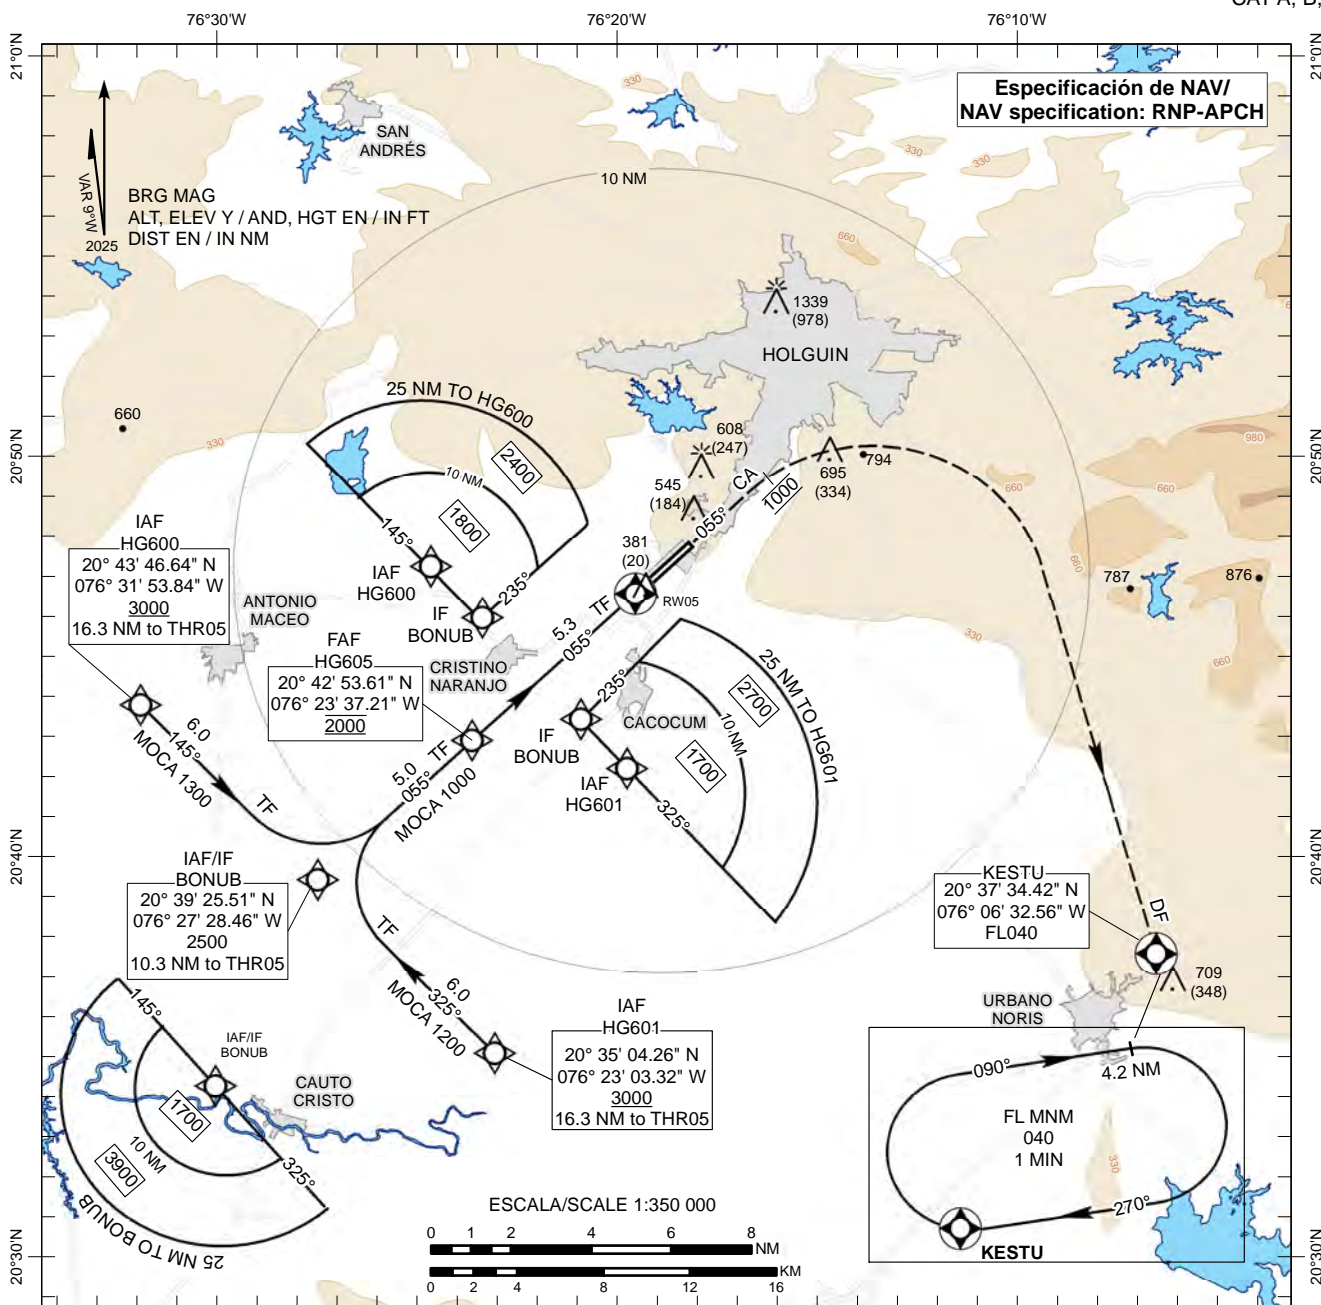 CAT A, B,
76°30'W
76°20'W
76°10'W
21°0'N
21°0'N
Especificación de NAV/
NAV specification: RNP-APCH
330
330
330
SAN
ANDRÉS
10 NM
VAR 9°W
2025
BRG MAG
ALT, ELEV Y / AND, HGT EN / IN FT
DIST EN / IN NM
660
660
1339
(978)
HOLGUIN
25 NM TO HG600
2400
660
330
608
(247)
980
20°50'N
20°50'N
10 NM
1800
545
(184)
CA
1000
695
(334)
794
660
660
145°
055°
IAF
HG600
20° 43' 46.64" N
076° 31' 53.84" W
3000
16.3 NM to THR05
381
(20)
IAF
HG600
235°
787
876
ANTONIO
MACEO
IF
BONUB
TF
RW05
5.3
055°
330
FAF
HG605
20° 42' 53.61" N
076° 23' 37.21" W
2000
CRISTINO
NARANJO
25 NM TO HG601
660
235°
2700
10 NM
CACOCUM
6.0
145°
MOCA 1300
TF
IF
BONUB
1700
IAF
HG601
TF
5.0
055°
MOCA 1000
325°
20°40'N
20°40'N
IAF/IF
BONUB
20° 39' 25.51" N
076° 27' 28.46" W
2500
10.3 NM to THR05
KESTU
20° 37' 34.42" N
076° 06' 32.56" W
FL040
DF
TF
709
(348)
6.0
325°
MOCA 1200
145°
IAF
HG601
20° 35' 04.26" N
076° 23' 03.32" W
3000
16.3 NM to THR05
URBANO
NORIS
IAF/IF
BONUB
CAUTO
CRISTO
1700
10 NM
3900
325°
25 NM TO BONUB
090°
4.2 NM
FL MNM
040
1 MIN
330
270°
KESTU
ESCALA/SCALE 1:350 000
0 1 2 4 6 8 NM
KM
0 2 4 8 12 16
20°30'N
20°30'N